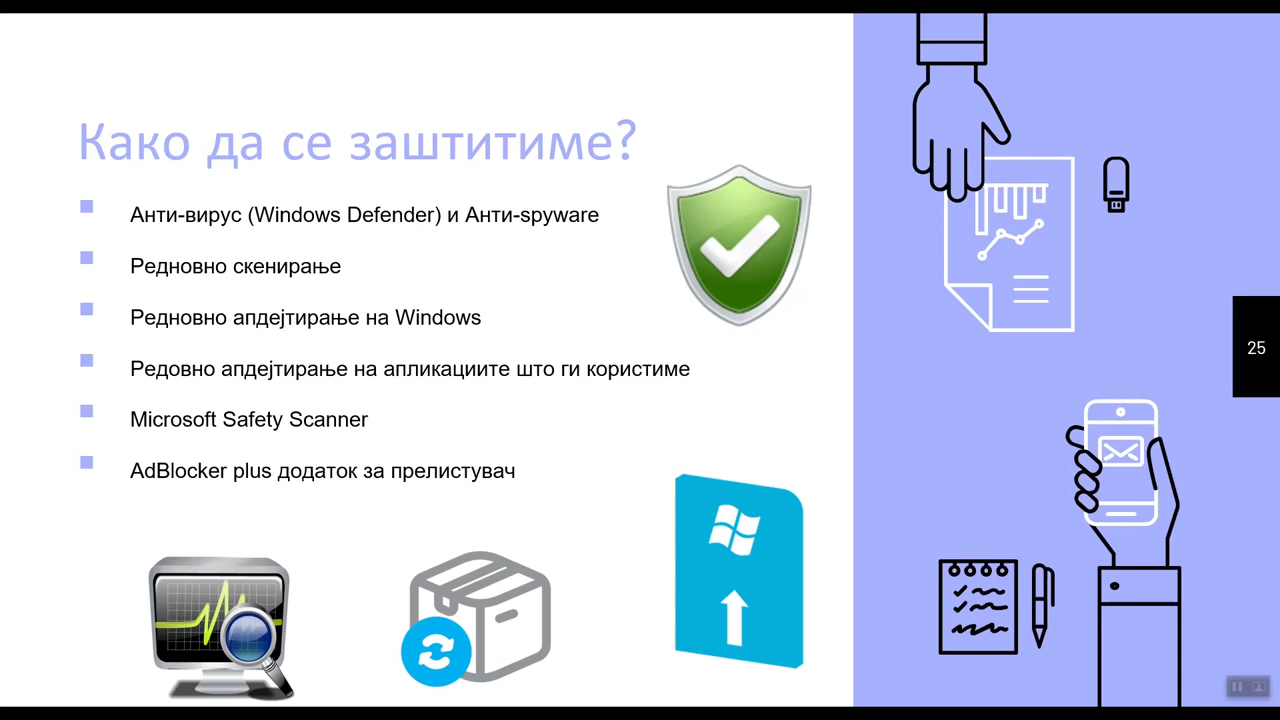 Како да се заштитиме?
Анти-вирус (Windows Defender) и Анти-spyware
Редновно скенирање
Редновно апдејтирање на Windows
Редовно апдејтирање на апликациите што ги користиме
Microsoft Safety Scanner
AdBlocker plus додаток за прелистувач
25